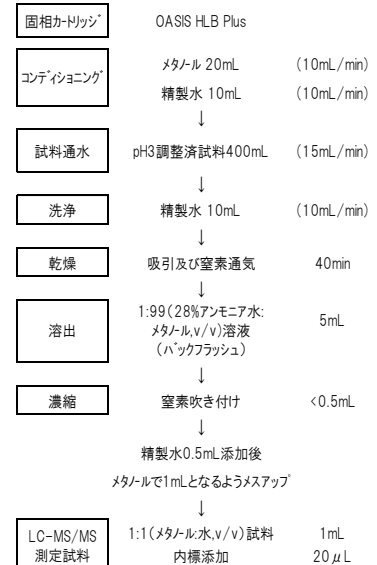 固相カートリッジ OASIS HLB Plus
コンディショニング メタノール 20mL (10mL/min)
精製水 10mL (10mL/min)
↓
試料通水 pH3調整済試料400mL (15mL/min)
↓
洗浄 精製水 10mL (10mL/min)
↓
乾燥 吸引及び窒素通気 40min
↓
溶出 1:99(28%アンモニア水:
メタノール,v/v)溶液 5mL
(バックフラッシュ)
↓
濃縮 窒素吹き付け <0.5mL
↓
精製水0.5mL添加後
メタノールで1mLとなるようメスアップ
↓
LC-MS/MS 1:1(メタノール:水,v/v)試料 1mL
測定試料 内標添加 20μL